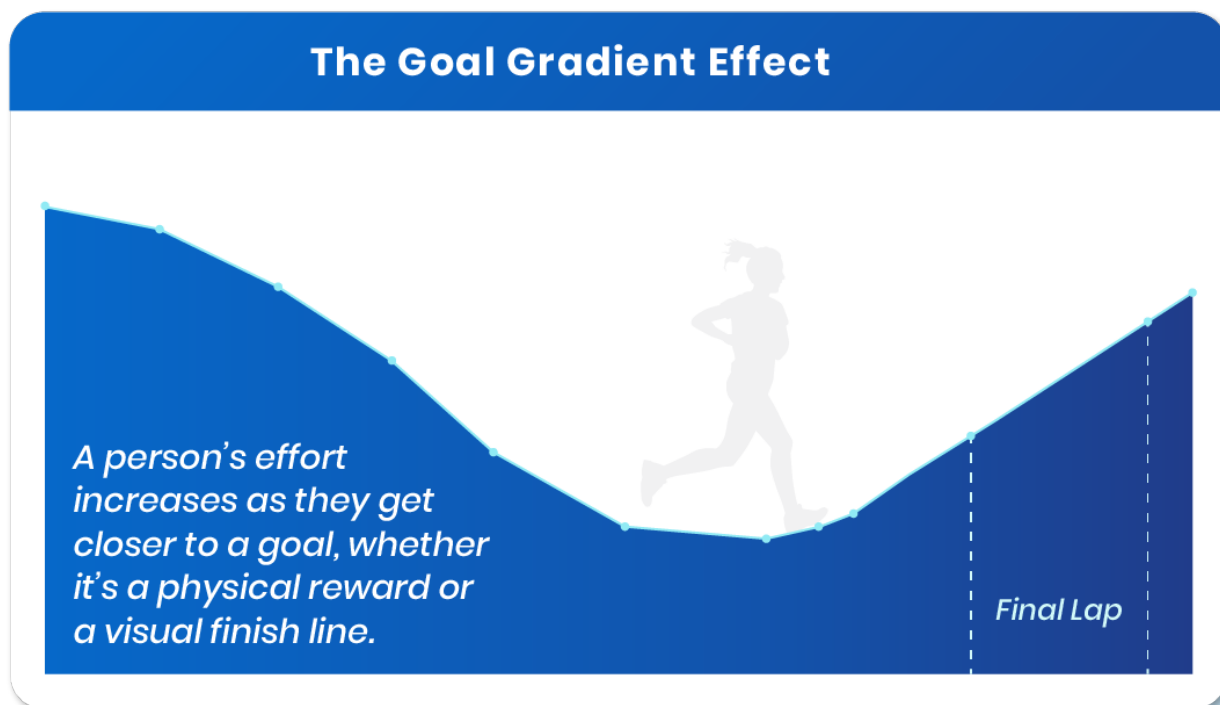 The Goal Gradient Effect
A person’s effort
increases as they get
closer to a goal, whether
it’s a physical reward or
a visual finish line.
Final Lap